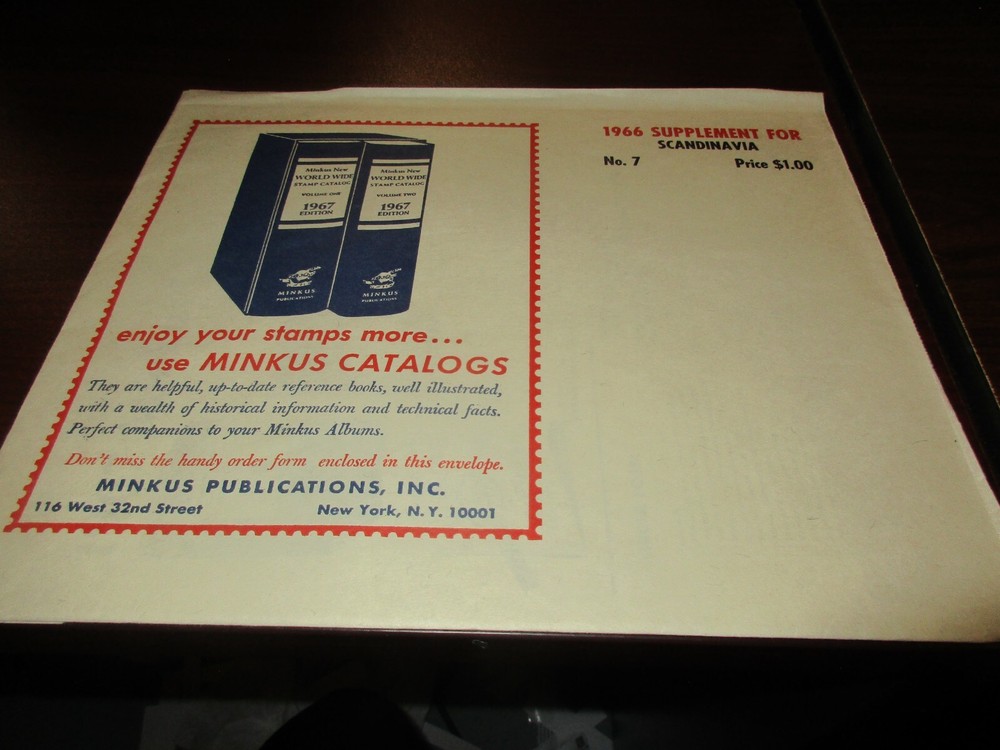 1966 SUPPLEMENT FOR
SCANDINAVIA
No. 7 Price $1.00
Minkus New
WORLD WIDE
STAMP CATALOG
VOLUME ONE
1967
EDITION
MINKUS
PUBLICATIONS
Minkus New
WORLD WIDE
STAMP CATALOG
VOLUME TWO
1967
EDITION
MINKUS
PUBLICATIONS
enjoy your stamps more...
use MINKUS CATALOGS
They are helpful, up-to-date reference books, well illustrated,
with a wealth of historical information and technical facts.
Perfect companions to your Minkus Albums.
Don't miss the handy order form enclosed in this envelope.
MINKUS PUBLICATIONS, INC.
116 West 32nd Street New York, N.Y. 10001